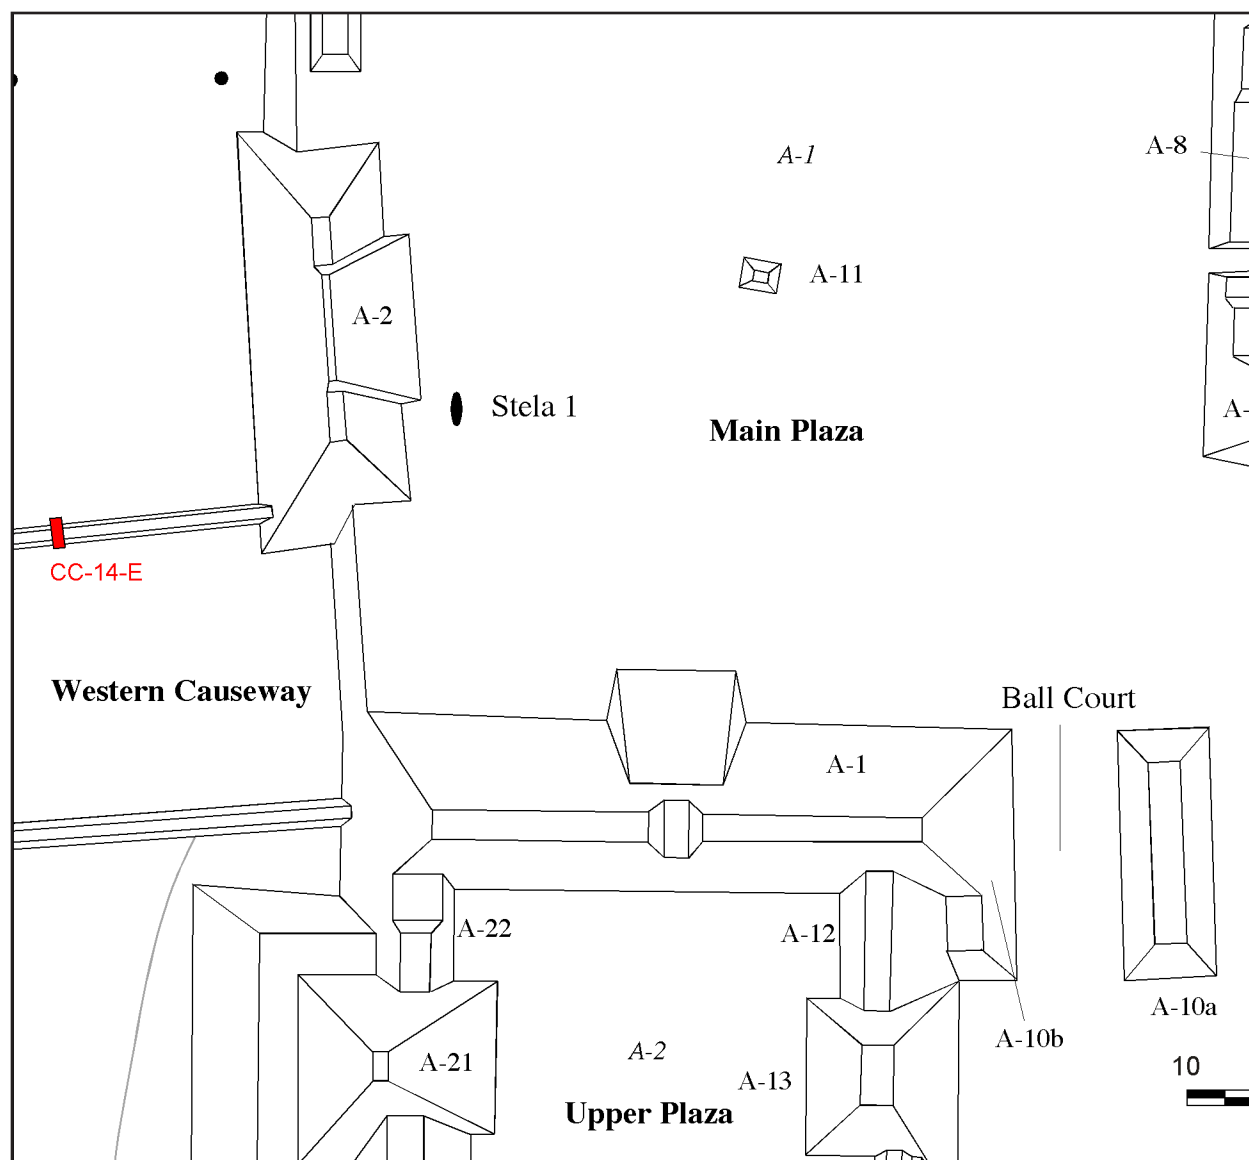 A-1
A-8
A-11
A-2
Stela 1
A-
Main Plaza
CC-14-E
Western Causeway
Ball Court
A-1
A-22
A-12
A-10a
A-10b
A-2
A-21
10
A-13
Upper Plaza